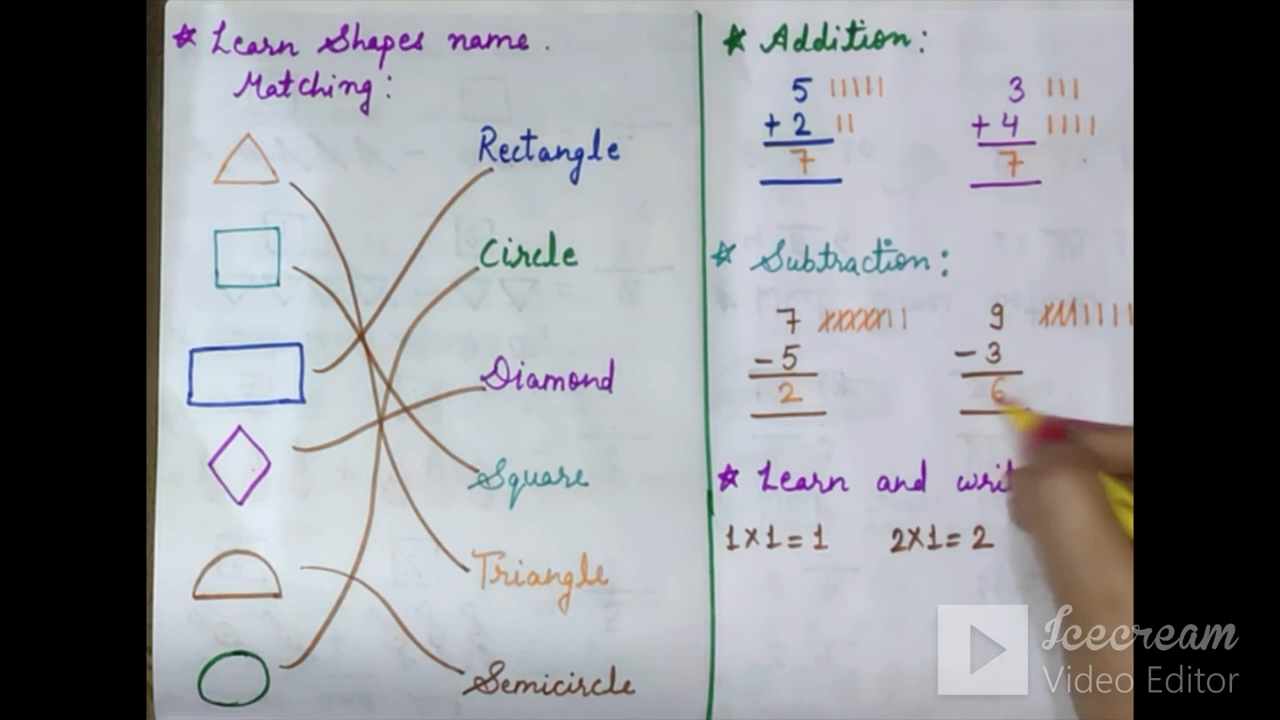 * Learn Shapes name.
Matching:
Rectangle
Circle
Diamond
Square
Triangle
Semicircle
* Addition:
5
+ 2
7
3
+ 4
7
* Subtraction:
7
- 5
2
9
- 3
6
* Learn and
1×1=1 2×1=2
Icecream
Video Editor